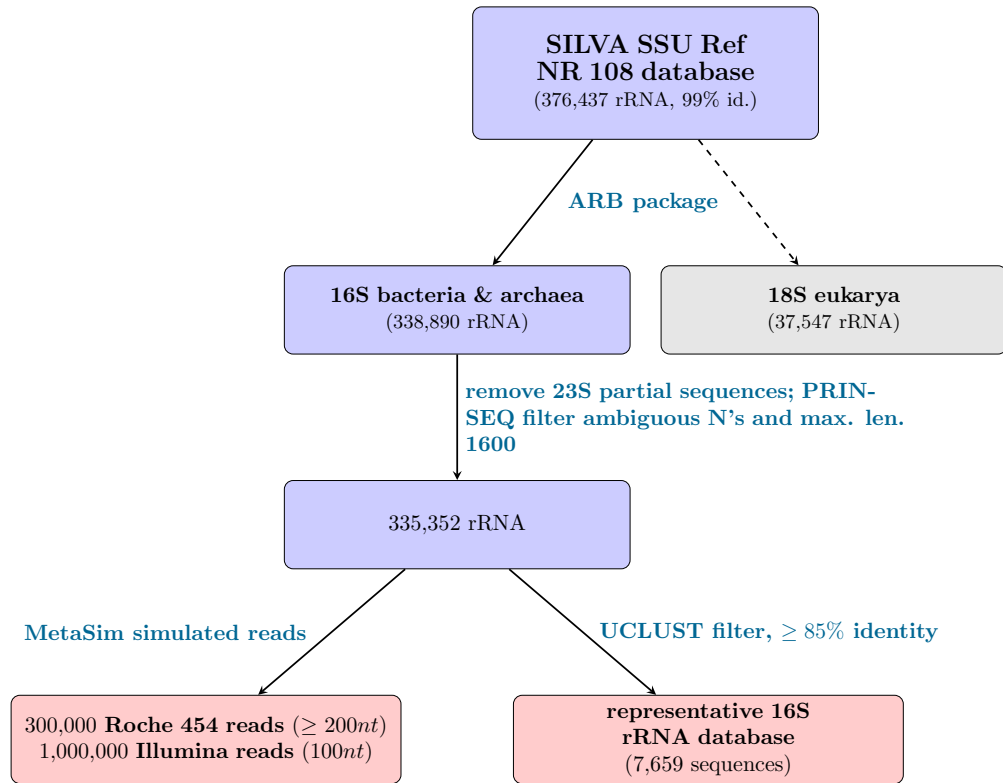 SILVA SSU Ref
NR 108 database
(376,437 rRNA, 99% id.)
ARB package
16S bacteria & archaea
(338,890 rRNA)
18S eukarya
(37,547 rRNA)
remove 23S partial sequences; PRIN-
SEQ filter ambiguous N's and max. len.
1600
335,352 rRNA
MetaSim simulated reads
UCLUST filter, ≥ 85% identity
300,000 Roche 454 reads (≥ 200nt)
1,000,000 Illumina reads (100nt)
representative 16S
rRNA database
(7,659 sequences)